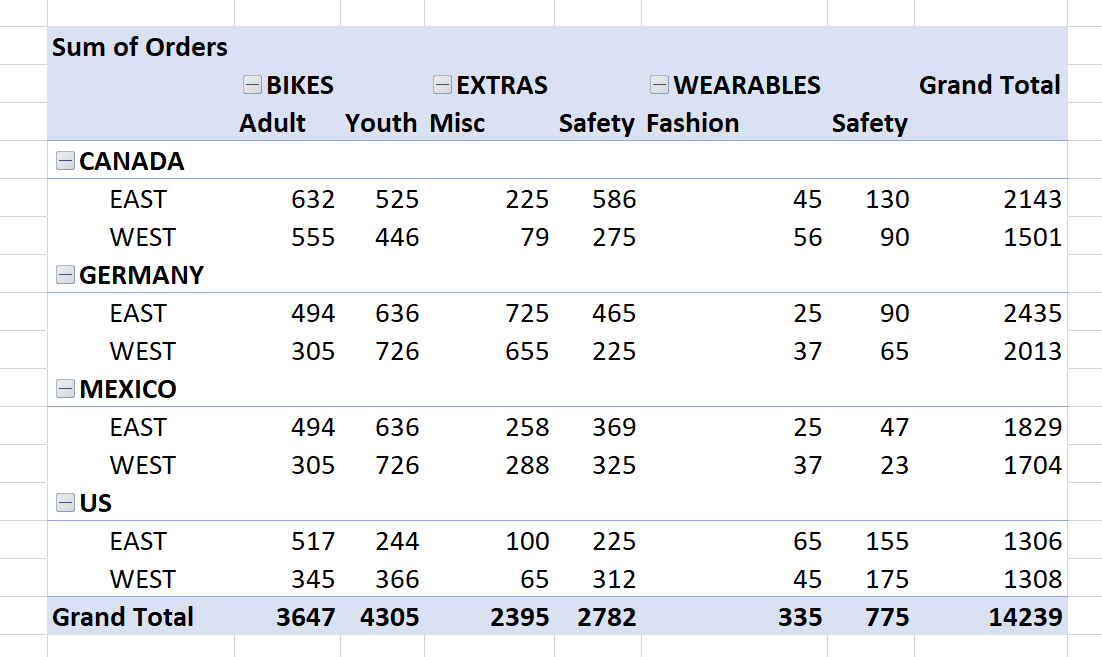 Sum of Orders
BIKES EXTRAS WEARABLES Grand Total
Adult Youth Misc Safety Fashion Safety
CANADA
EAST 632 525 225 586 45 130 2143
WEST 555 446 79 275 56 90 1501
GERMANY
EAST 494 636 725 465 25 90 2435
WEST 305 726 655 225 37 65 2013
MEXICO
EAST 494 636 258 369 25 47 1829
WEST 305 726 288 325 37 23 1704
US
EAST 517 244 100 225 65 155 1306
WEST 345 366 65 312 45 175 1308
Grand Total 3647 4305 2395 2782 335 775 14239